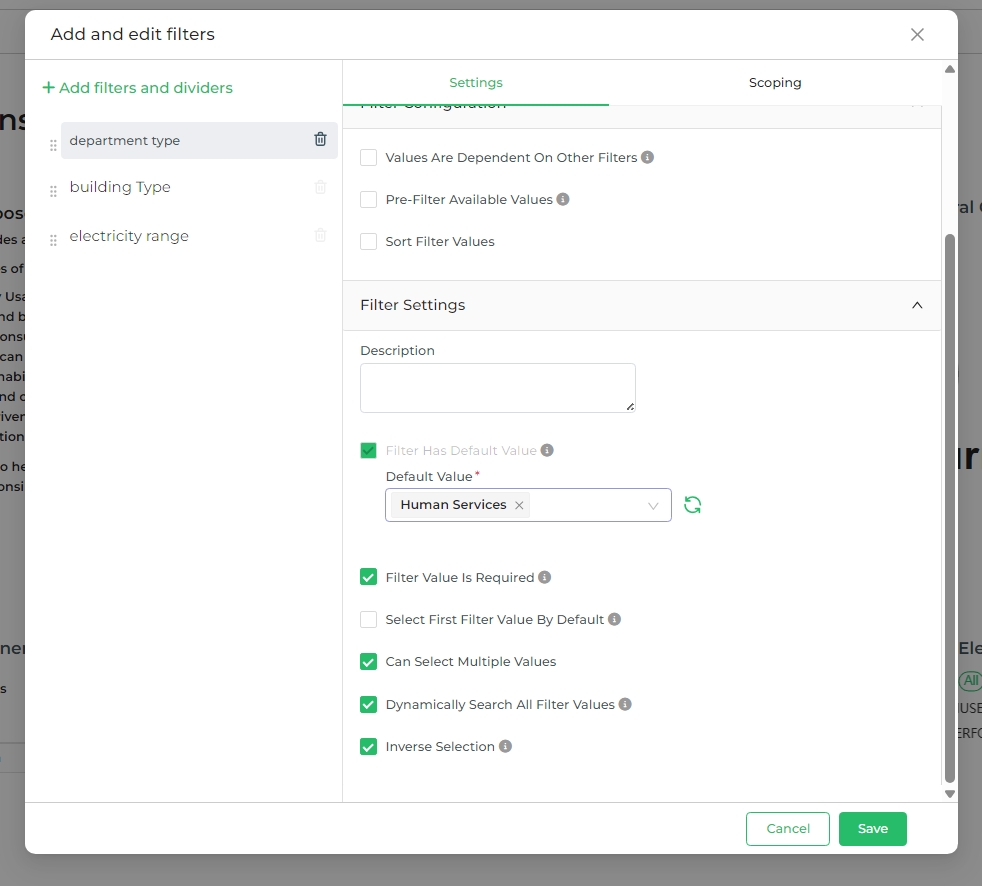 Add and edit filters
+ Add filters and dividers
department type
building Type
electricity range
Settings
Scoping
Filter Configuration
Values Are Dependent On Other Filters
Pre-Filter Available Values
Sort Filter Values
Filter Settings
Description
Filter Has Default Value
Default Value *
Human Services
Filter Value Is Required
Select First Filter Value By Default
Can Select Multiple Values
Dynamically Search All Filter Values
Inverse Selection
Cancel
Save
All